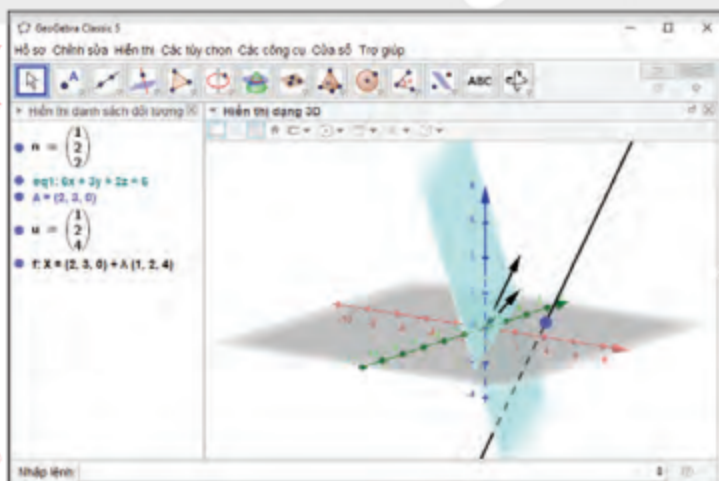 GeoGebra Classic 5
Hồ sơ Chỉnh sửa Hiển thị Các tùy chọn Các công cụ Cửa sổ Trợ giúp
ABC
Hiển thị danh sách đối tượng
n = (1 2 2)
eq1: 6x + 3y + 2z = 6
A = (2, 3, 0)
u = (1 2 4)
f: X = (2, 3, 0) + λ (1, 2, 4)
Hiển thị dạng 3D
Nhập lệnh